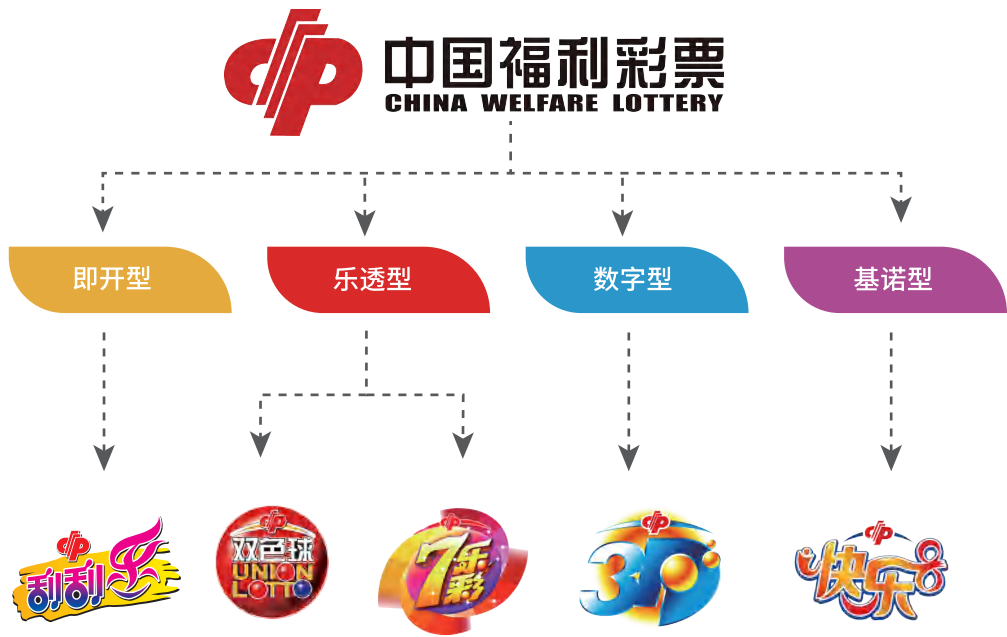 中国福利彩票
CHINA WELFARE LOTTERY
即开型
乐透型
数字型
基诺型
刮刮乐
双色球
UNION
LOTTO
7乐彩
3D
快乐8